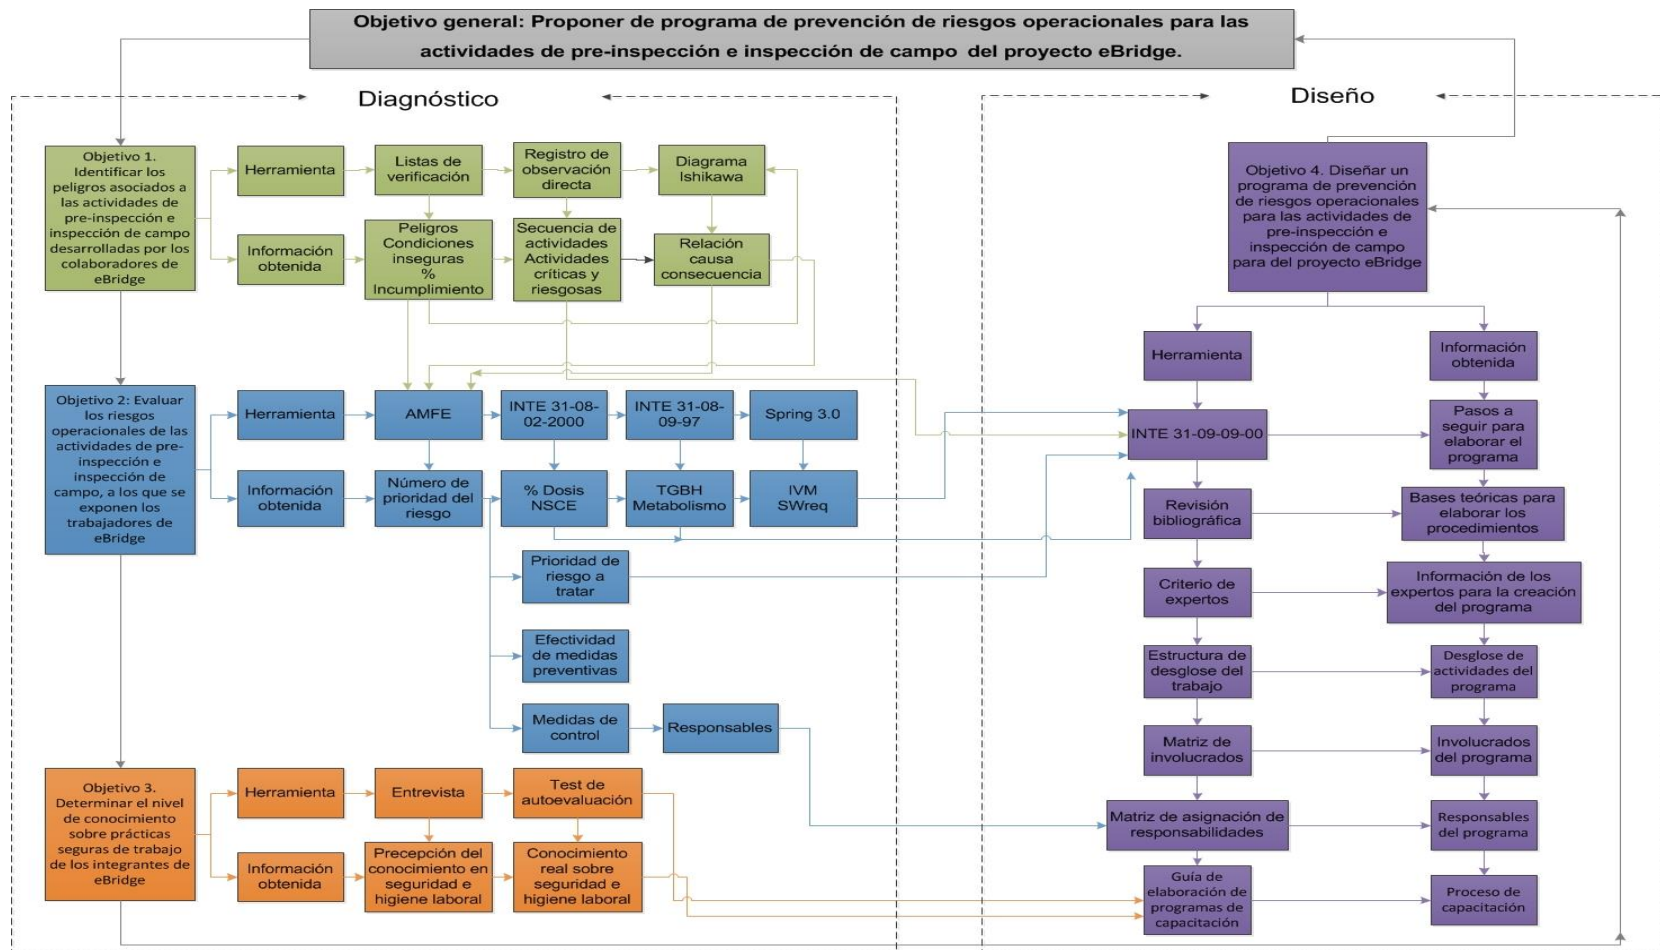 Objetivo general: Proponer de programa de prevención de riesgos operacionales para las
actividades de pre-inspección e inspección de campo del proyecto eBridge.
Diagnóstico
Diseño
Objetivo 1.
Identificar los
peligros asociados a
las actividades de
pre-inspección e
inspección de campo
desarrolladas por los
colaboradores de
eBridge
Herramienta
Listas de
verificación
Registro de
observación
directa
Diagrama
Ishikawa
Información
obtenida
Peligros
Condiciones
inseguras
%
Incumplimiento
Secuencia de
actividades
Actividades
críticas y
riesgosas
Relación
causa
consecuencia
Objetivo 2: Evaluar
los riesgos
operacionales de las
actividades de pre-
inspección e
inspección de
campo, a los que se
exponen los
trabajadores de
eBridge
Herramienta
AMFE
INTE 31-08-
02-2000
INTE 31-08-
09-97
Spring 3.0
Información
obtenida
Número de
prioridad del
riesgo
% Dosis
NSCE
TGBH
Metabolismo
IVM
SWreq
Prioridad de
riesgo a
tratar
Efectividad
de medidas
preventivas
Medidas de
control
Responsables
Objetivo 3.
Determinar el nivel
de conocimiento
sobre prácticas
seguras de trabajo
de los integrantes de
eBridge
Herramienta
Entrevista
Test de
autoevaluación
Información
obtenida
Precepción del
conocimiento en
seguridad e
higiene laboral
Conocimiento
real sobre
seguridad e
higiene laboral
Objetivo 4. Diseñar un
programa de prevención
de riesgos operacionales
para las actividades de
pre-inspección e
inspección de campo
para del proyecto eBridge
Herramienta
Información
obtenida
INTE 31-09-09-00
Pasos a
seguir para
elaborar el
programa
Revisión
bibliográfica
Bases teóricas para
elaborar los
procedimientos
Criterio de
expertos
Información de los
expertos para la creación
del programa
Estructura de
desglose del
trabajo
Desglose de
actividades del
programa
Matriz de
involucrados
Involucrados
del programa
Matriz de asignación de
responsabilidades
Responsables
del programa
Guía de
elaboración de
programas de
capacitación
Proceso de
capacitación